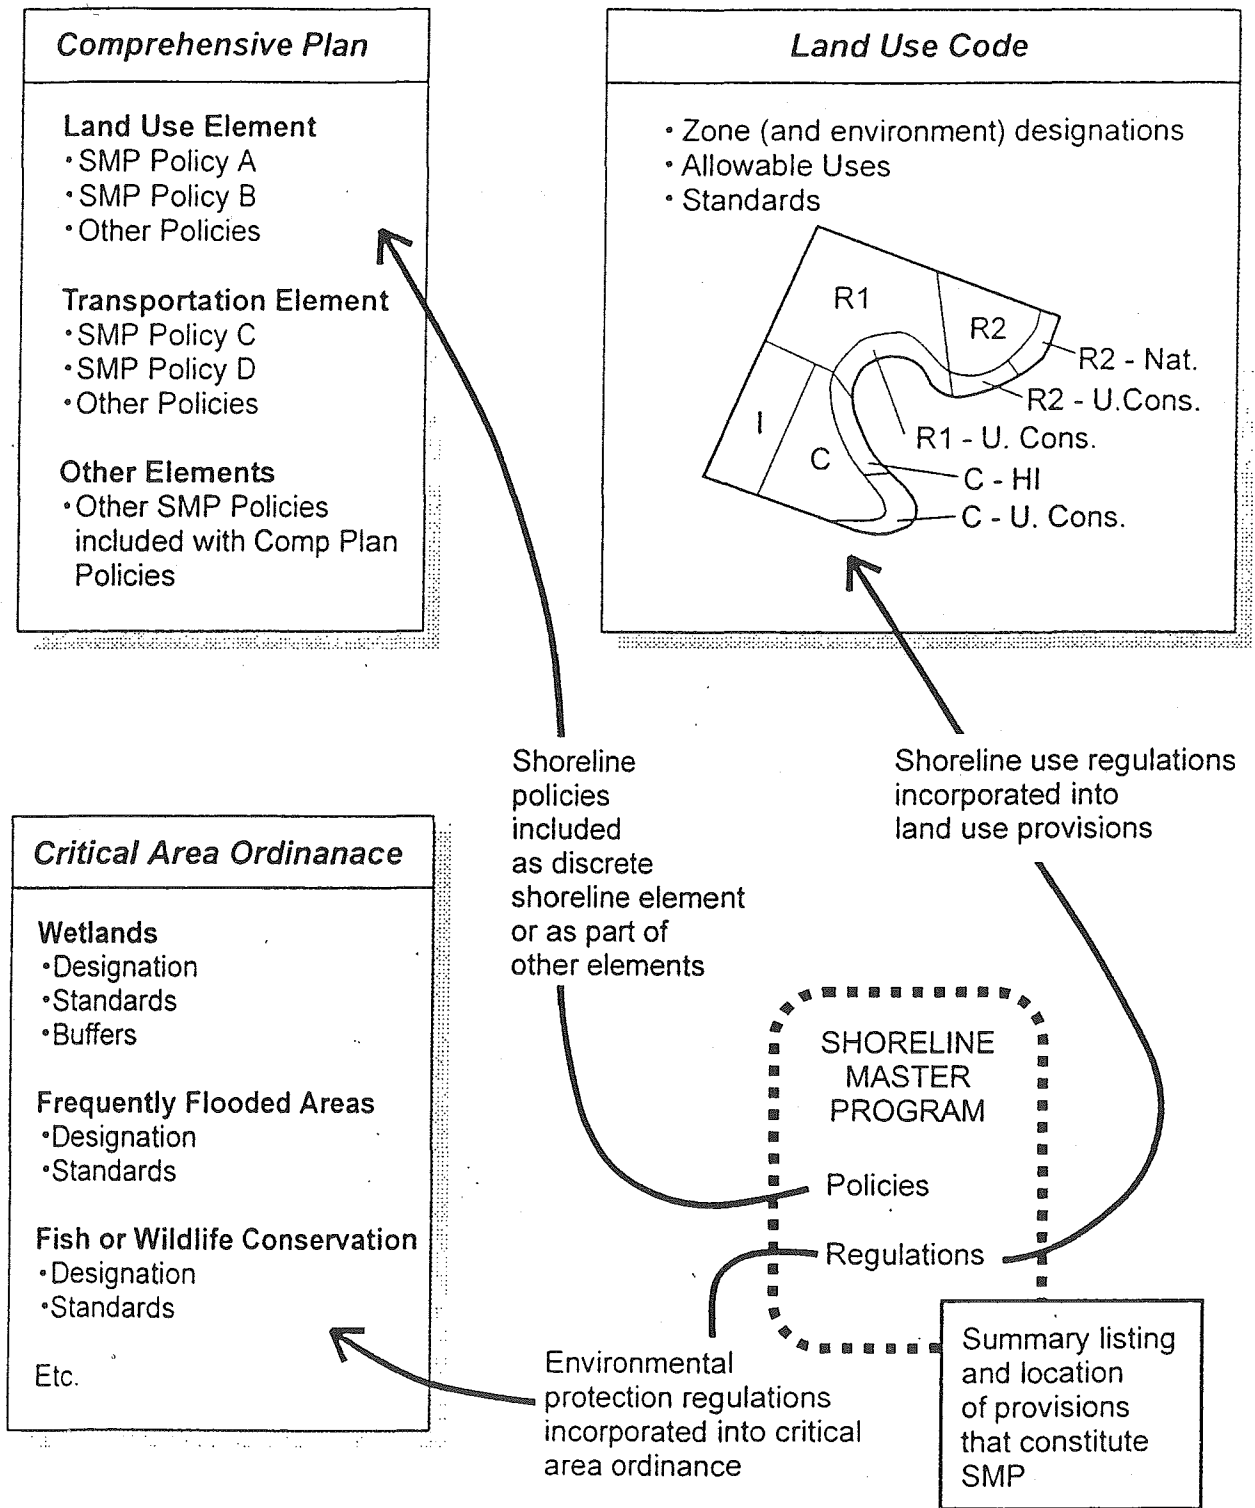 Comprehensive Plan
Land Use Element
• SMP Policy A
• SMP Policy B
• Other Policies
Transportation Element
• SMP Policy C
• SMP Policy D
• Other Policies
Other Elements
• Other SMP Policies
included with Comp Plan
Policies
Land Use Code
• Zone (and environment) designations
• Allowable Uses
• Standards
R1
R2
R2 - Nat.
R2 - U.Cons.
R1 - U. Cons.
I
C
C - HI
C - U. Cons.
Shoreline
policies
included
as discrete
shoreline element
or as part of
other elements
Shoreline use regulations
incorporated into
land use provisions
Critical Area Ordinanace
Wetlands
• Designation
• Standards
• Buffers
Frequently Flooded Areas
• Designation
• Standards
Fish or Wildlife Conservation
• Designation
• Standards
Etc.
SHORELINE
MASTER
PROGRAM
Policies
Regulations
Environmental
protection regulations
incorporated into critical
area ordinance
Summary listing
and location
of provisions
that constitute
SMP